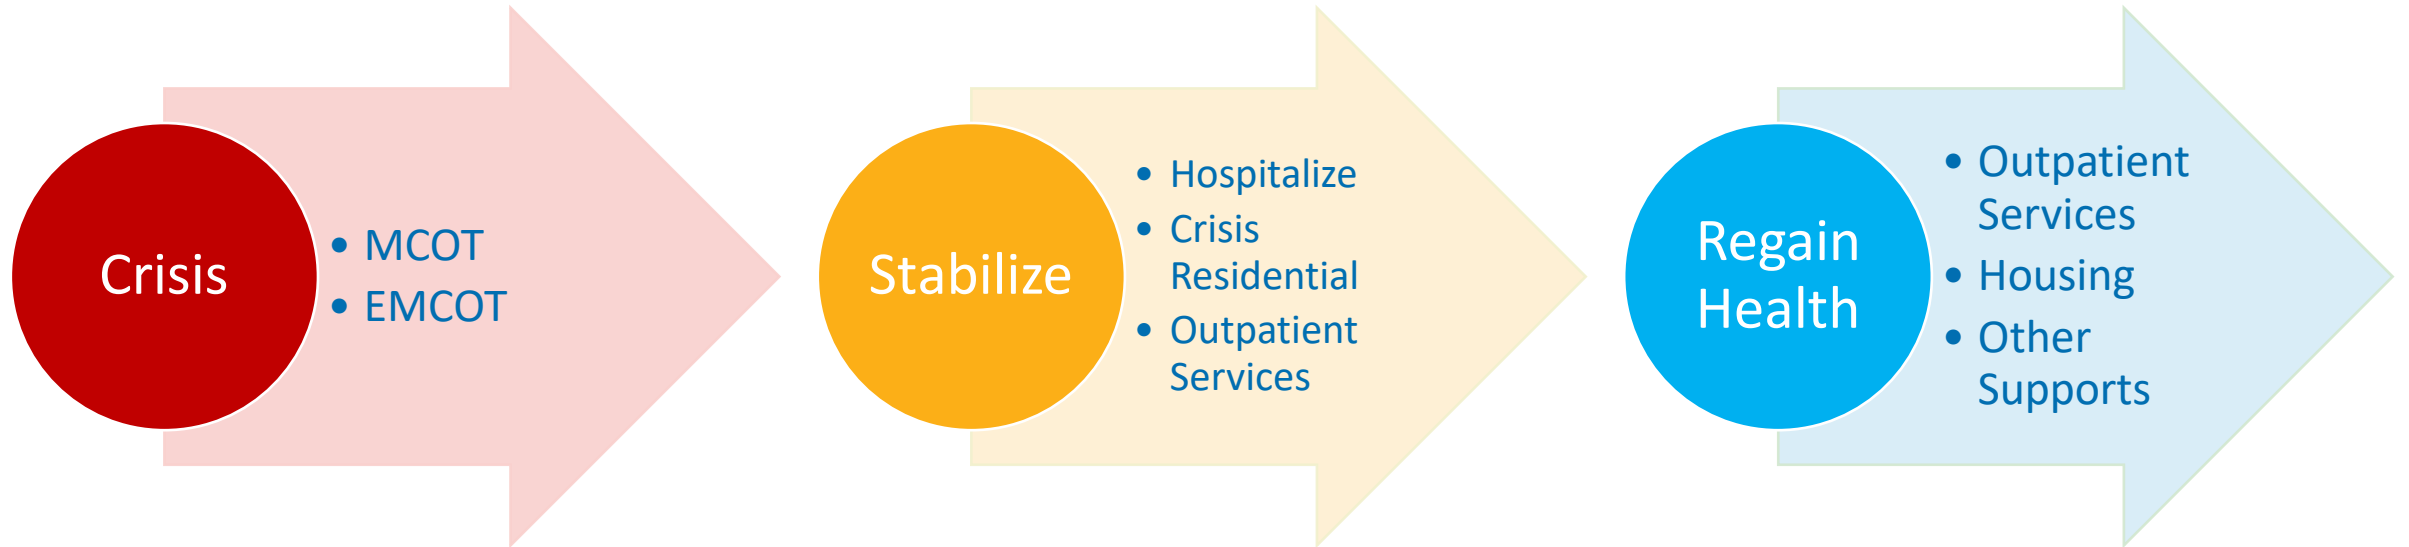 Crisis
• MCOT
• EMCOT
Stabilize
• Hospitalize
• Crisis
Residential
• Outpatient
Services
Regain
Health
• Outpatient
Services
• Housing
• Other
Supports